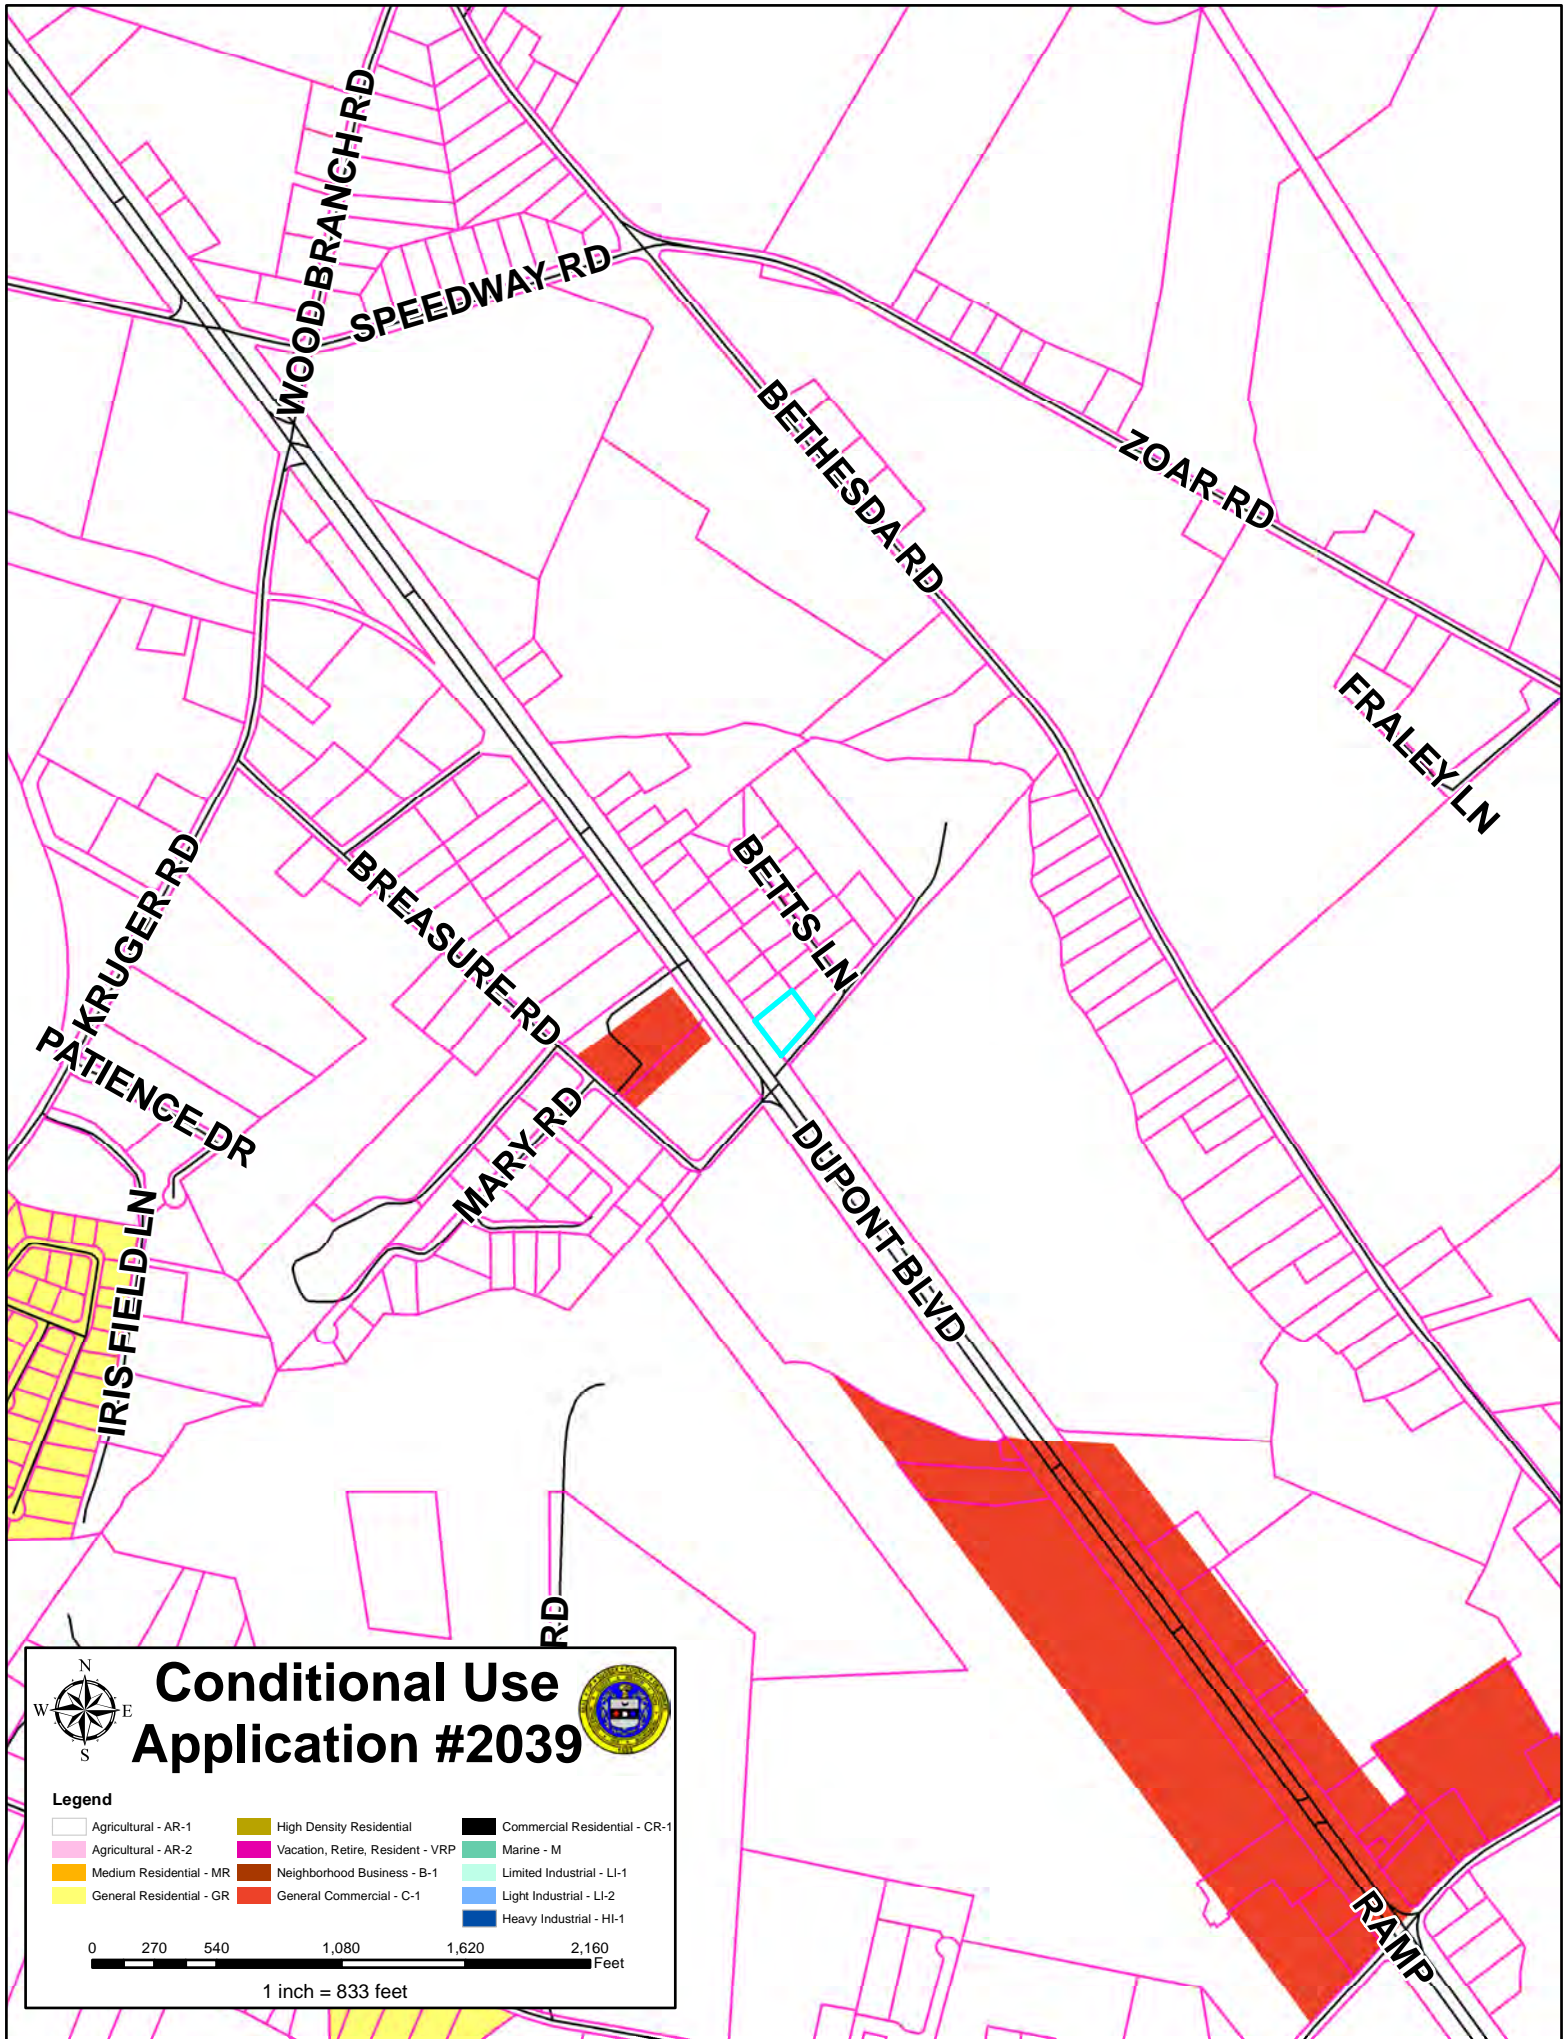 WOOD BRANCH RD
SPEEDWAY RD
BETHESDA RD
ZOAR RD
FRALEY LN
BETTS LN
KRUGER RD
BREASURE RD
PATIENCE DR
MARY RD
DUPONT BLVD
IRIS FIELD LN
RD
RAMP
N
W E
S
Conditional Use
Application #2039
Legend
Agricultural - AR-1
Agricultural - AR-2
Medium Residential - MR
General Residential - GR
High Density Residential
Vacation, Retire, Resident - VRP
Neighborhood Business - B-1
General Commercial - C-1
Commercial Residential - CR-1
Marine - M
Limited Industrial - LI-1
Light Industrial - LI-2
Heavy Industrial - HI-1
0 270 540 1,080 1,620 2,160
Feet
1 inch = 833 feet